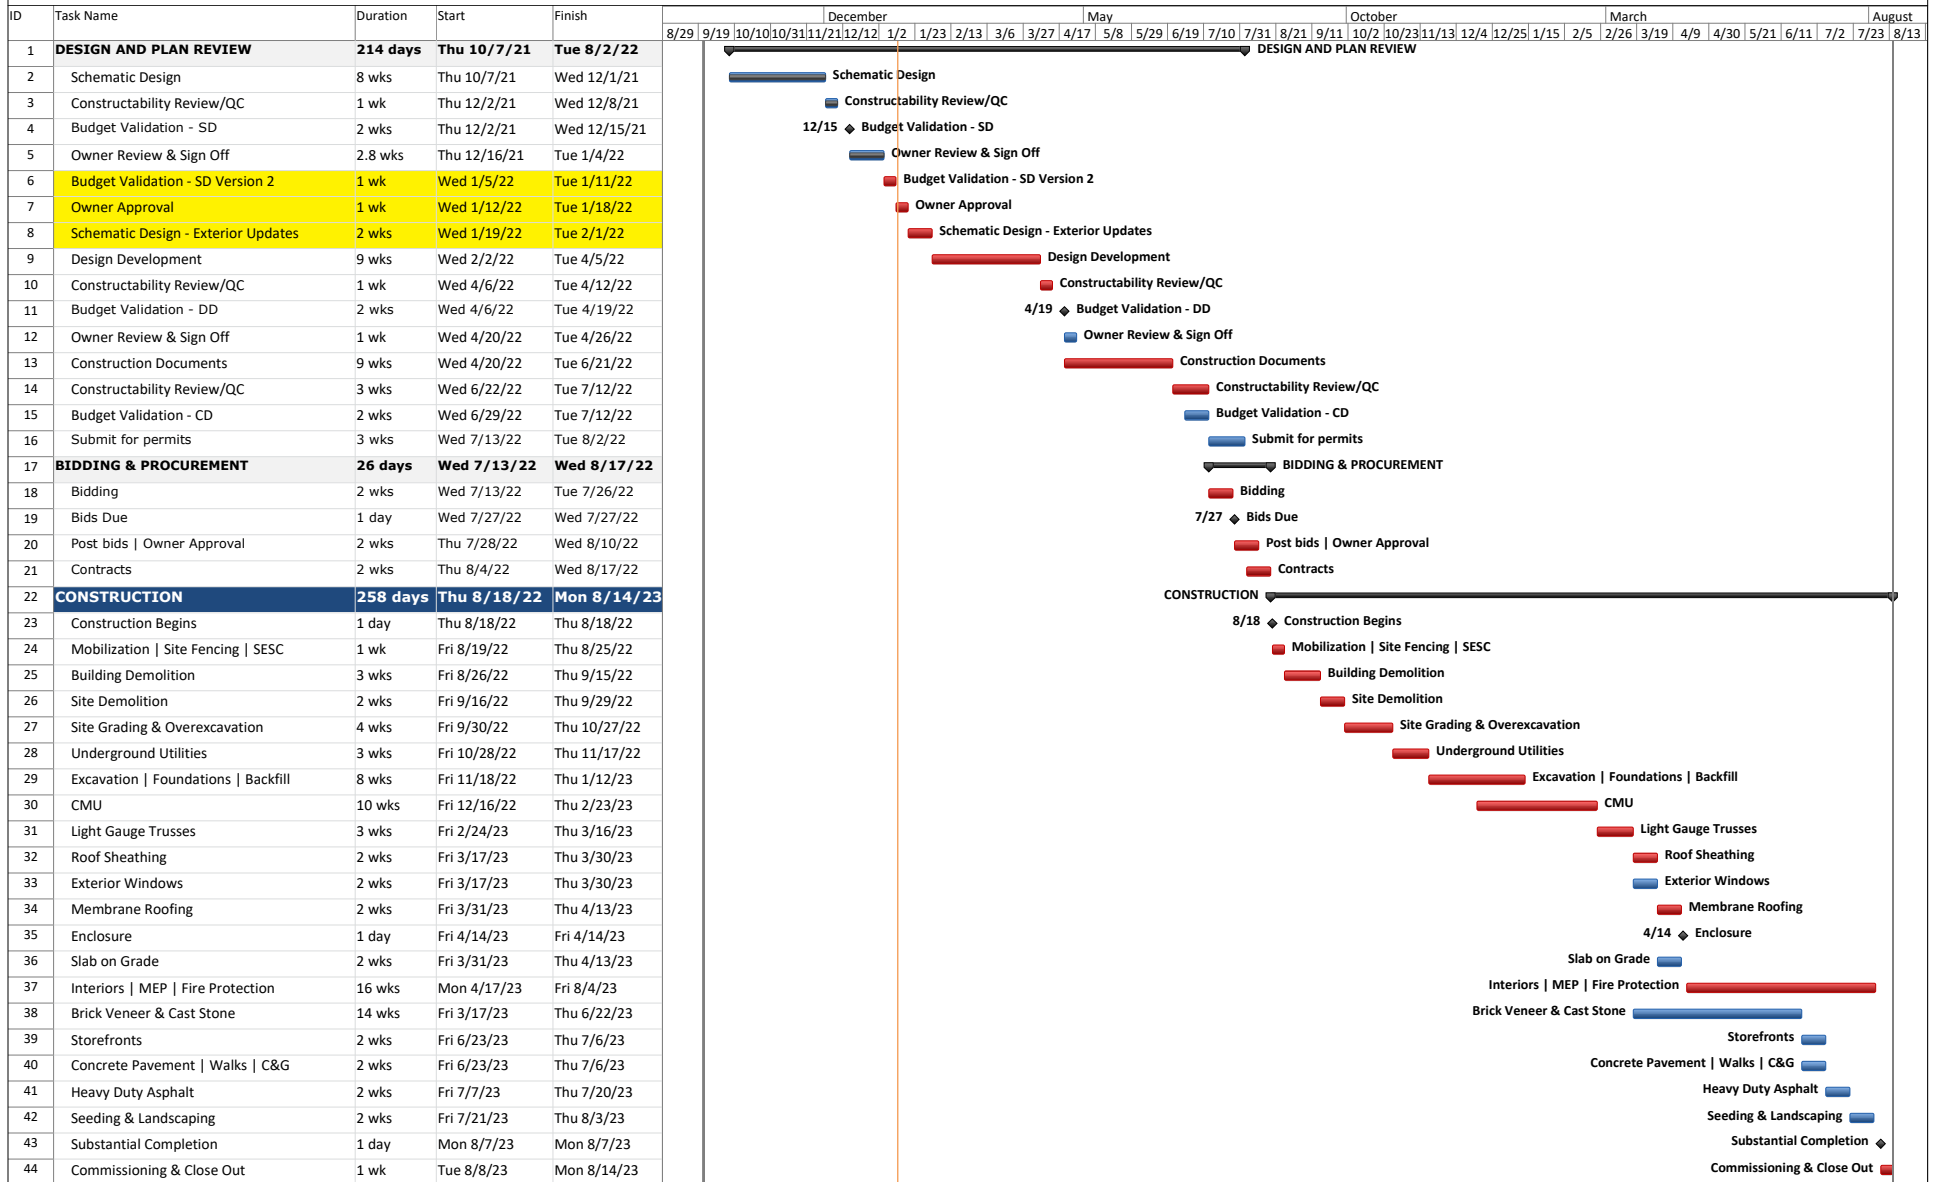 ID Task Name Duration Start Finish December May October March August
8/29 9/19 10/10 10/31 11/21 12/12 1/2 1/23 2/13 3/6 3/27 4/17 5/8 5/29 6/19 7/10 7/31 8/21 9/11 10/2 10/23 11/13 12/4 12/25 1/15 2/5 2/26 3/19 4/9 4/30 5/21 6/11 7/2 7/23 8/13
1 DESIGN AND PLAN REVIEW 214 days Thu 10/7/21 Tue 8/2/22 DESIGN AND PLAN REVIEW
2 Schematic Design 8 wks Thu 10/7/21 Wed 12/1/21 Schematic Design
3 Constructability Review/QC 1 wk Thu 12/2/21 Wed 12/8/21 Constructability Review/QC
4 Budget Validation - SD 2 wks Thu 12/2/21 Wed 12/15/21 12/15 Budget Validation - SD
5 Owner Review & Sign Off 2.8 wks Thu 12/16/21 Tue 1/4/22 Owner Review & Sign Off
6 Budget Validation - SD Version 2 1 wk Wed 1/5/22 Tue 1/11/22 Budget Validation - SD Version 2
7 Owner Approval 1 wk Wed 1/12/22 Tue 1/18/22 Owner Approval
8 Schematic Design - Exterior Updates 2 wks Wed 1/19/22 Tue 2/1/22 Schematic Design - Exterior Updates
9 Design Development 9 wks Wed 2/2/22 Tue 4/5/22 Design Development
10 Constructability Review/QC 1 wk Wed 4/6/22 Tue 4/12/22 Constructability Review/QC
11 Budget Validation - DD 2 wks Wed 4/6/22 Tue 4/19/22 4/19 Budget Validation - DD
12 Owner Review & Sign Off 1 wk Wed 4/20/22 Tue 4/26/22 Owner Review & Sign Off
13 Construction Documents 9 wks Wed 4/20/22 Tue 6/21/22 Construction Documents
14 Constructability Review/QC 3 wks Wed 6/22/22 Tue 7/12/22 Constructability Review/QC
15 Budget Validation - CD 2 wks Wed 6/29/22 Tue 7/12/22 Budget Validation - CD
16 Submit for permits 3 wks Wed 7/13/22 Tue 8/2/22 Submit for permits
17 BIDDING & PROCUREMENT 26 days Wed 7/13/22 Wed 8/17/22 BIDDING & PROCUREMENT
18 Bidding 2 wks Wed 7/13/22 Tue 7/26/22 Bidding
19 Bids Due 1 day Wed 7/27/22 Wed 7/27/22 7/27 Bids Due
20 Post bids | Owner Approval 2 wks Thu 7/28/22 Wed 8/10/22 Post bids | Owner Approval
21 Contracts 2 wks Thu 8/4/22 Wed 8/17/22 Contracts
22 CONSTRUCTION 258 days Thu 8/18/22 Mon 8/14/23 CONSTRUCTION
23 Construction Begins 1 day Thu 8/18/22 Thu 8/18/22 8/18 Construction Begins
24 Mobilization | Site Fencing | SESC 1 wk Fri 8/19/22 Thu 8/25/22 Mobilization | Site Fencing | SESC
25 Building Demolition 3 wks Fri 8/26/22 Thu 9/15/22 Building Demolition
26 Site Demolition 2 wks Fri 9/16/22 Thu 9/29/22 Site Demolition
27 Site Grading & Overexcavation 4 wks Fri 9/30/22 Thu 10/27/22 Site Grading & Overexcavation
28 Underground Utilities 3 wks Fri 10/28/22 Thu 11/17/22 Underground Utilities
29 Excavation | Foundations | Backfill 8 wks Fri 11/18/22 Thu 1/12/23 Excavation | Foundations | Backfill
30 CMU 10 wks Fri 12/16/22 Thu 2/23/23 CMU
31 Light Gauge Trusses 3 wks Fri 2/24/23 Thu 3/16/23 Light Gauge Trusses
32 Roof Sheathing 2 wks Fri 3/17/23 Thu 3/30/23 Roof Sheathing
33 Exterior Windows 2 wks Fri 3/17/23 Thu 3/30/23 Exterior Windows
34 Membrane Roofing 2 wks Fri 3/31/23 Thu 4/13/23 Membrane Roofing
35 Enclosure 1 day Fri 4/14/23 Fri 4/14/23 4/14 Enclosure
36 Slab on Grade 2 wks Fri 3/31/23 Thu 4/13/23 Slab on Grade
37 Interiors | MEP | Fire Protection 16 wks Mon 4/17/23 Fri 8/4/23 Interiors | MEP | Fire Protection
38 Brick Veneer & Cast Stone 14 wks Fri 3/17/23 Thu 6/22/23 Brick Veneer & Cast Stone
39 Storefronts 2 wks Fri 6/23/23 Thu 7/6/23 Storefronts
40 Concrete Pavement | Walks | C&G 2 wks Fri 6/23/23 Thu 7/6/23 Concrete Pavement | Walks | C&G
41 Heavy Duty Asphalt 2 wks Fri 7/7/23 Thu 7/20/23 Heavy Duty Asphalt
42 Seeding & Landscaping 2 wks Fri 7/21/23 Thu 8/3/23 Seeding & Landscaping
43 Substantial Completion 1 day Mon 8/7/23 Mon 8/7/23 Substantial Completion
44 Commissioning & Close Out 1 wk Tue 8/8/23 Mon 8/14/23 Commissioning & Close Out